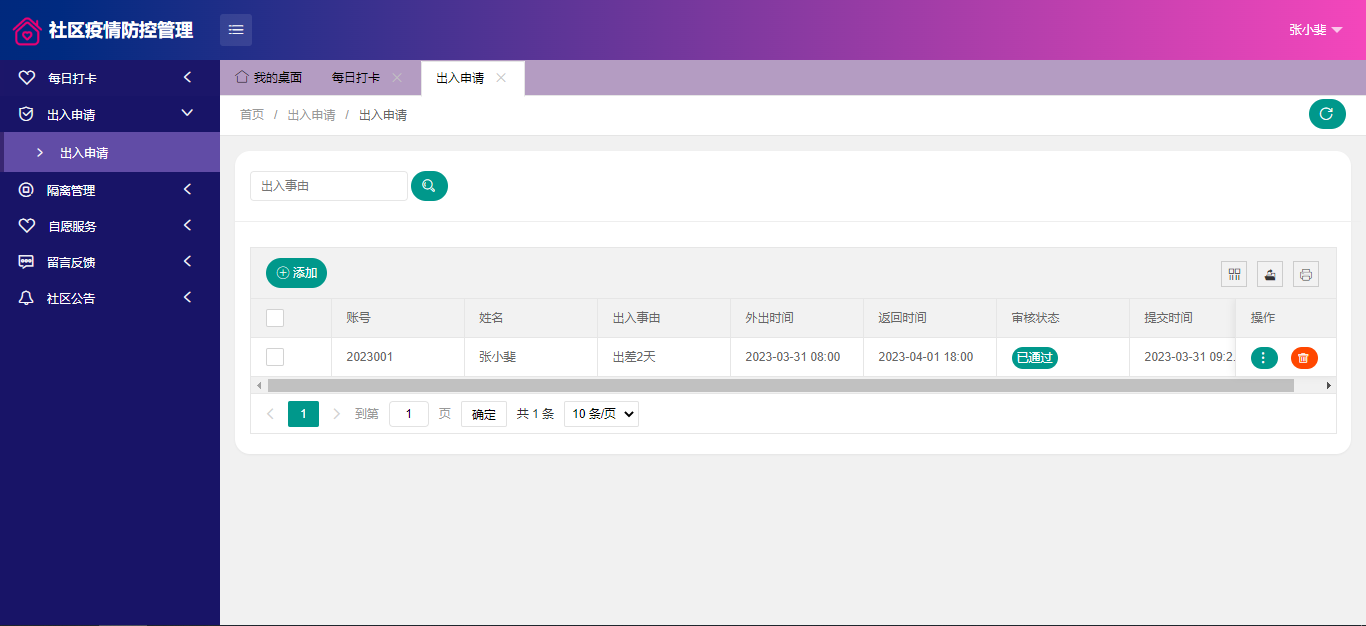 社区疫情防控管理
张小斐
每日打卡
出入申请
出入申请
隔离管理
自愿服务
留言反馈
社区公告
我的桌面 每日打卡 出入申请
首页 / 出入申请 / 出入申请
出入事由
添加
账号 姓名 出入事由 外出时间 返回时间 审核状态 提交时间 操作
2023001 张小斐 出差2天 2023-03-31 08:00 2023-04-01 18:00 已通过 2023-03-31 09:2..
1 到第 1 页 确定 共 1 条 10 条/页